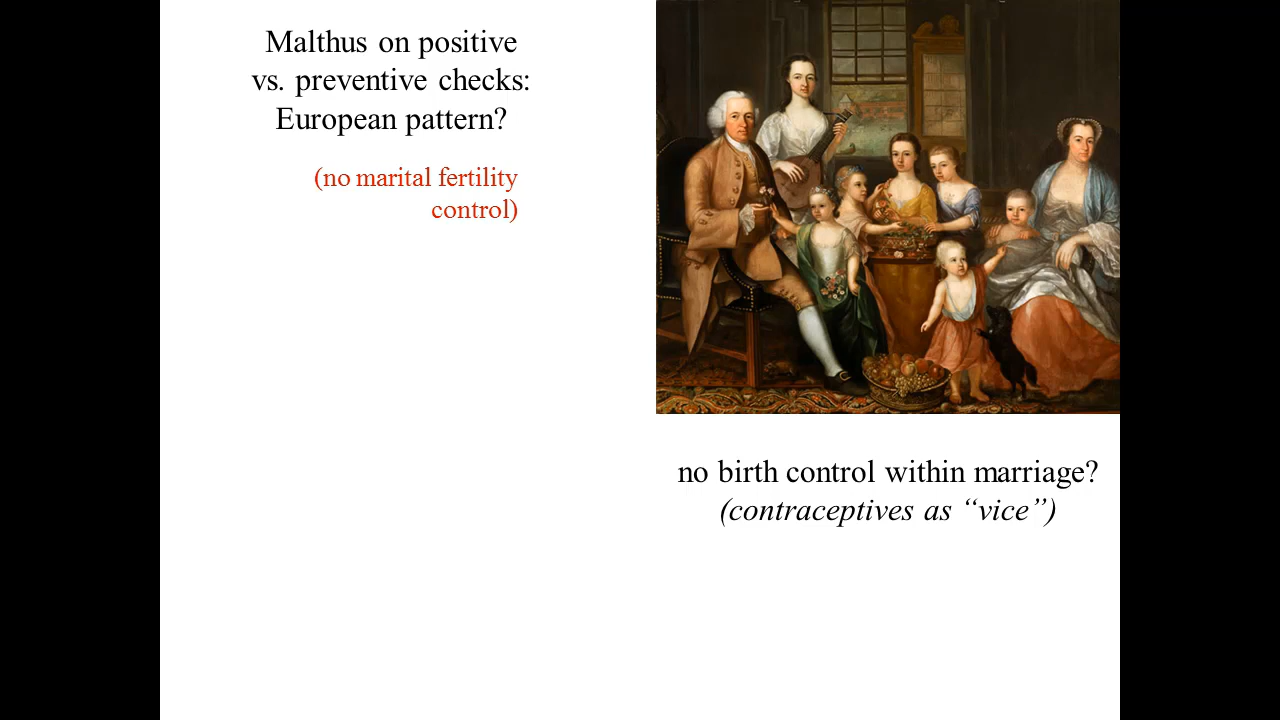 Malthus on positive
vs. preventive checks:
European pattern?
(no marital fertility
control)
no birth control within marriage?
(contraceptives as “vice”)